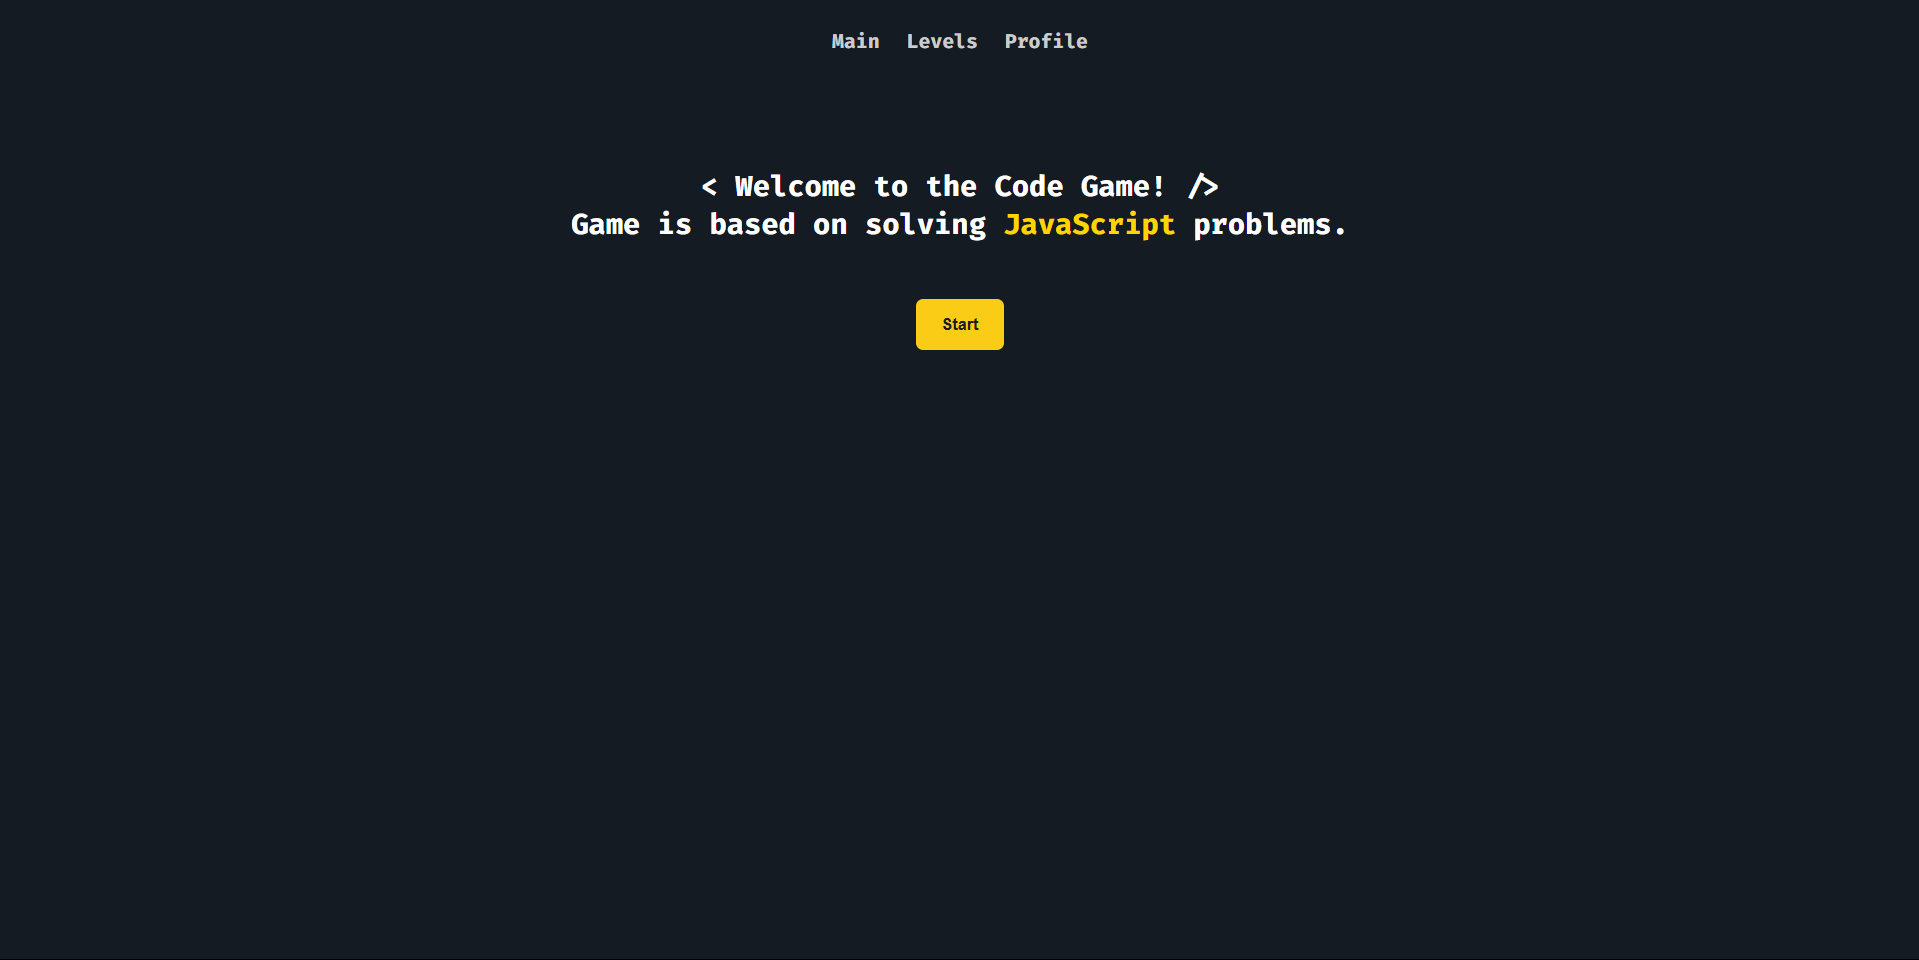 Main Levels Profile
< Welcome to the Code Game! />
Game is based on solving JavaScript problems.
Start